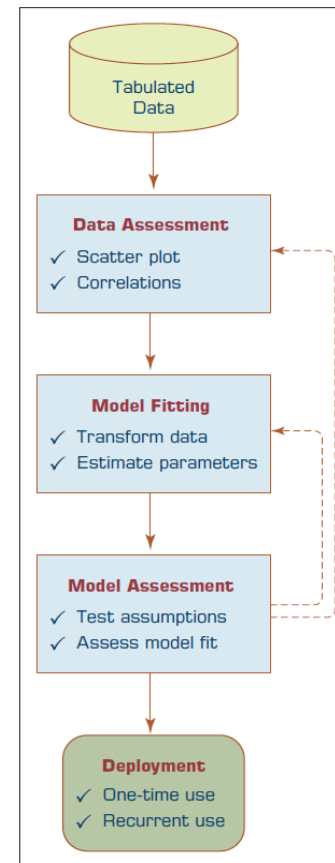 Tabulated
Data
Data Assessment
✓ Scatter plot
✓ Correlations
Model Fitting
✓ Transform data
✓ Estimate parameters
Model Assessment
✓ Test assumptions
✓ Assess model fit
Deployment
✓ One-time use
✓ Recurrent use